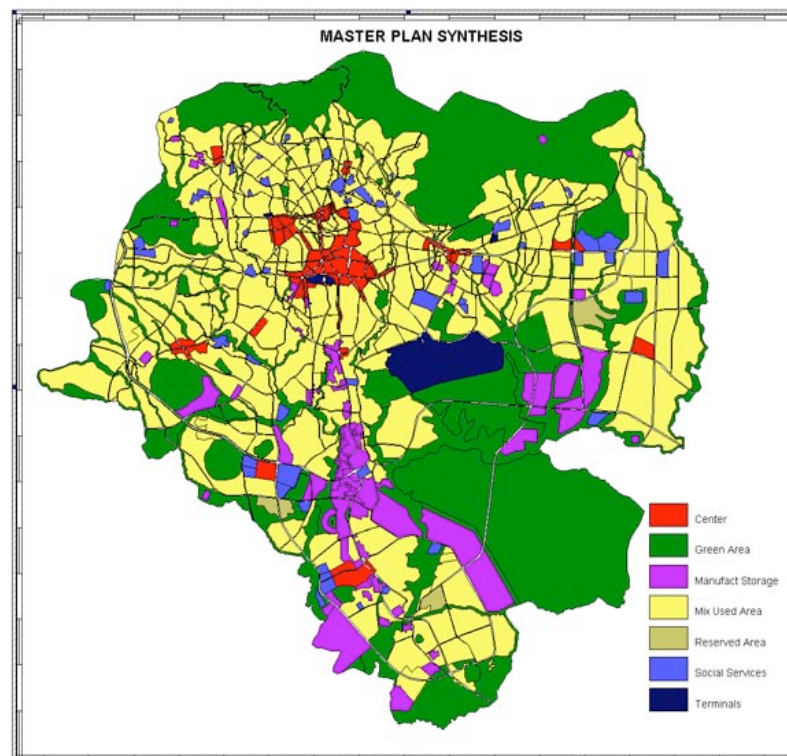 MASTER PLAN SYNTHESIS
Center
Green Area
Manufact Storage
Mix Used Area
Reserved Area
Social Services
Terminals